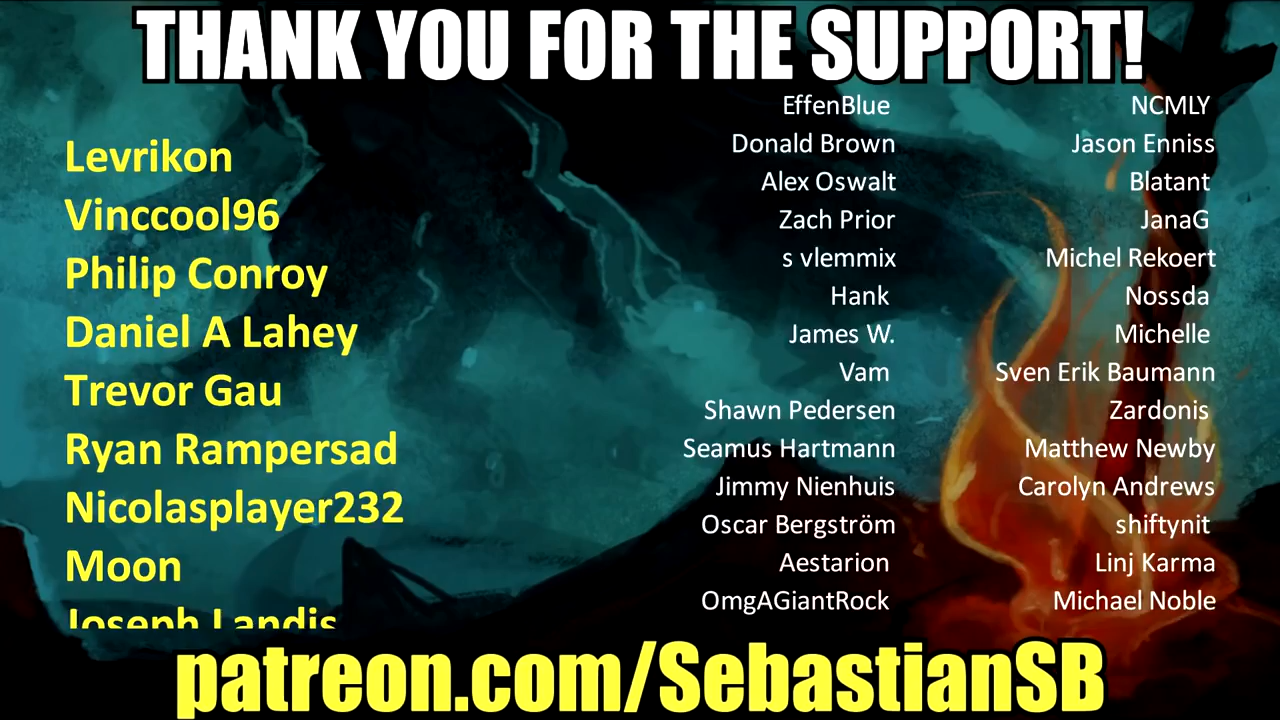 THANK YOU FOR THE SUPPORT!
Levrikon
Vinccool96
Philip Conroy
Daniel A Lahey
Trevor Gau
Ryan Rampersad
Nicolasplayer232
Moon
Joseph Landis
EffenBlue
Donald Brown
Alex Oswalt
Zach Prior
s vlemmix
Hank
James W.
Vam
Shawn Pedersen
Seamus Hartmann
Jimmy Nienhuis
Oscar Bergström
Aestarion
OmgAGiantRock
NCMLY
Jason Enniss
Blatant
JanaG
Michel Rekoert
Nossda
Michelle
Sven Erik Baumann
Zardonis
Matthew Newby
Carolyn Andrews
shiftynit
Linj Karma
Michael Noble
patreon.com/SebastianSB